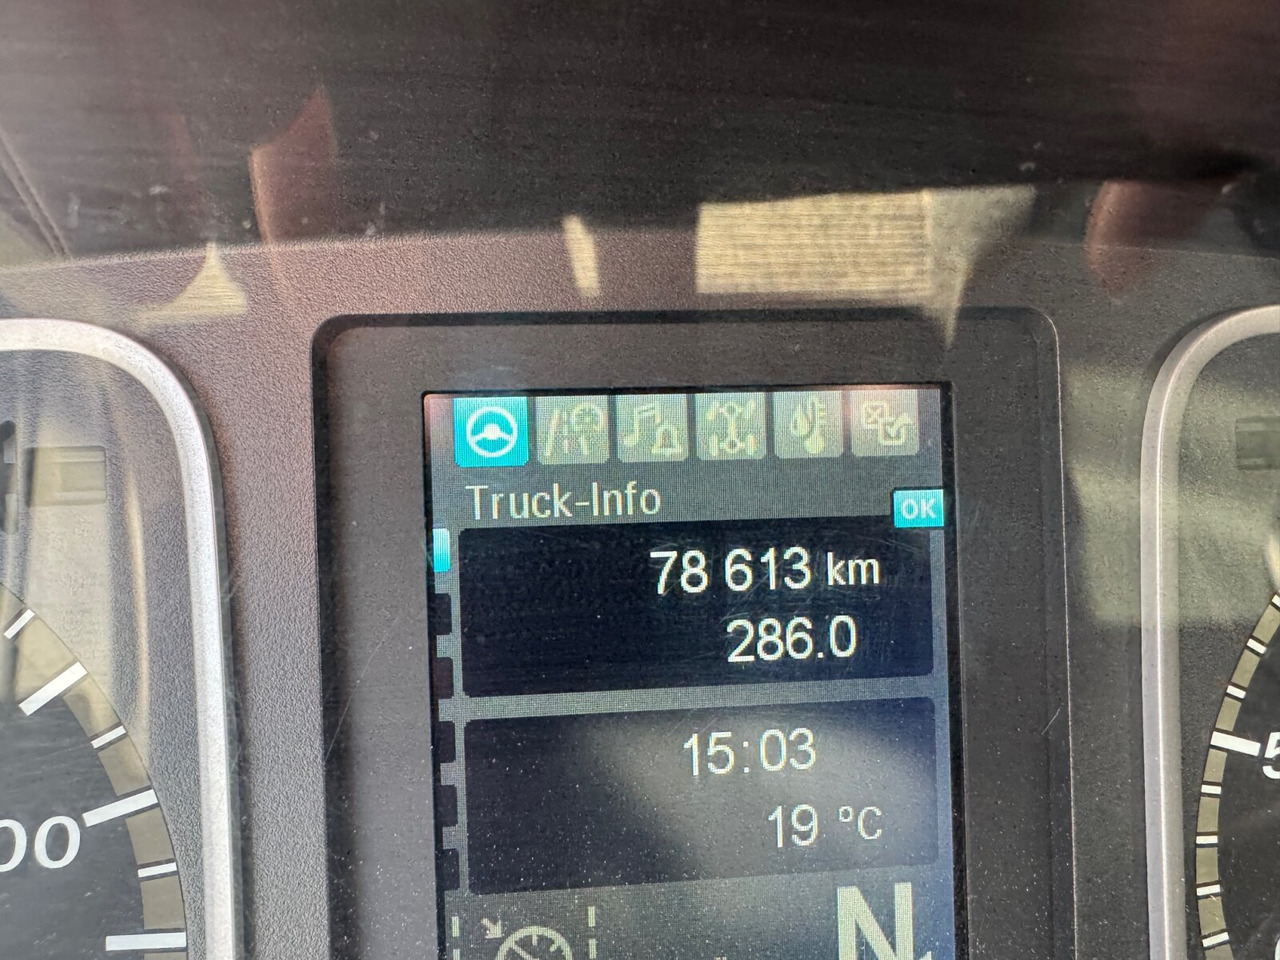 Truck-Info
OK
78 613 km
286.0
15:03
19 °C
N